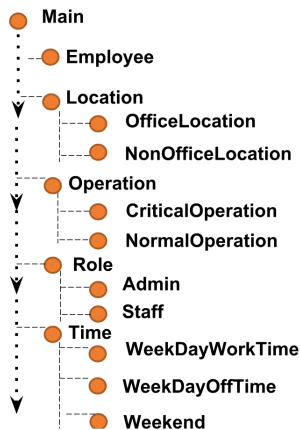 Main
Employee
Location
OfficeLocation
NonOfficeLocation
Operation
CriticalOperation
NormalOperation
Role
Admin
Staff
Time
WeekDayWorkTime
WeekDayOffTime
Weekend